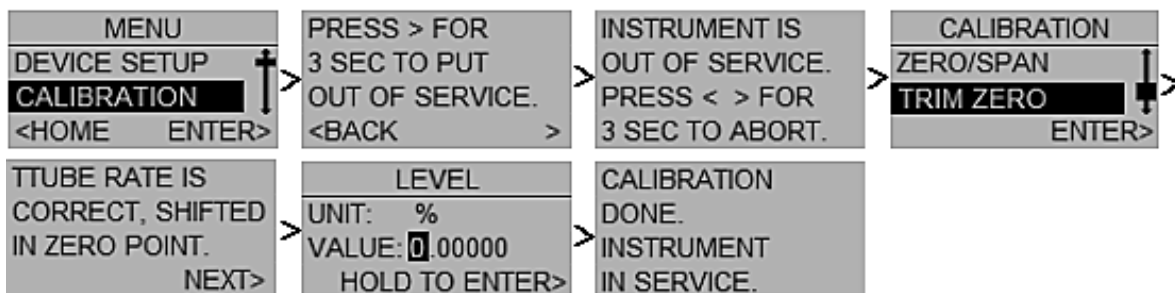 MENU
DEVICE SETUP
CALIBRATION
<HOME ENTER>
>
PRESS > FOR
3 SEC TO PUT
OUT OF SERVICE.
<BACK >
>
INSTRUMENT IS
OUT OF SERVICE.
PRESS < > FOR
3 SEC TO ABORT.
>
CALIBRATION
ZERO/SPAN
TRIM ZERO
ENTER>
>
TTUBE RATE IS
CORRECT, SHIFTED
IN ZERO POINT.
NEXT>
>
LEVEL
UNIT: %
VALUE: 0.00000
HOLD TO ENTER>
>
CALIBRATION
DONE.
INSTRUMENT
IN SERVICE.